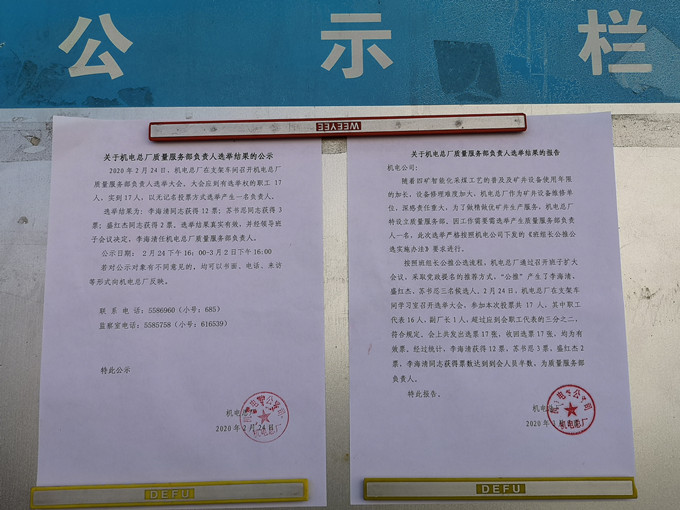 公示栏
WEEYEE
关于机电总厂质量服务部负责人选举结果的公示
2020年2月24日，机电总厂在支架车间召开机电总厂
质量服务部负责人选举大会。大会应到有选举权的职工 17
人，实到 17人，以无记名投票方式选举产生负责人一名。
选举结果为：李海清同志获得 12 票；苏书忍同志获得 3
票；盛红杰同志获得 2 票。选举结果真实有效，并经领导班
子会议决定，李海清任机电总厂质量服务部负责人。
公示日期： 2月24日下午16：00-3月2日下午16:00
若对公示对象有不同意见的，均可以书面、电话、来访
等形式向机电总厂反映。
联 系 电话：5586960（小号：685）
监察室电话：5585758（小号：616539）
特此公示
机电总厂
2020年2月24日
DEFU
关于机电总厂质量服务部负责人选举结果的报告
机电公司：
随着四矿智能化采煤工艺的普及及矿井设备使用年限
的加长，设备修理难度加大，机电总厂作为矿井设备维修单
位，深感责任重大，为了做精做优矿井生产服务，机电总厂
特设立质量服务部，因工作需要需选举产生质量服务部负责
人一名，此次选举严格按照机电公司下发的《班组长公推公
选实施办法》要求进行。
按照班组长公推公选流程，机电总厂通过召开班子扩大
会议，采取党政提名的推荐方式，“公推”产生了李海清、
盛红杰、苏书忍三名候选人。2月24日，机电总厂在支架车
间学习室召开选举大会，参加本次投票共 17 人，其中职工
代表16人，副厂长1人，超过应到会职工代表的三分之二，
符合规定。会上共发出选票17张，收回选票17张，均为有
效票。经过统计，李海清获得12票，苏书忍 3票，盛红杰2
票，李海清同志获得票数达到到会人员半数，为质量服务部
负责人。
特此报告。
机电总厂
2020年
DEFU